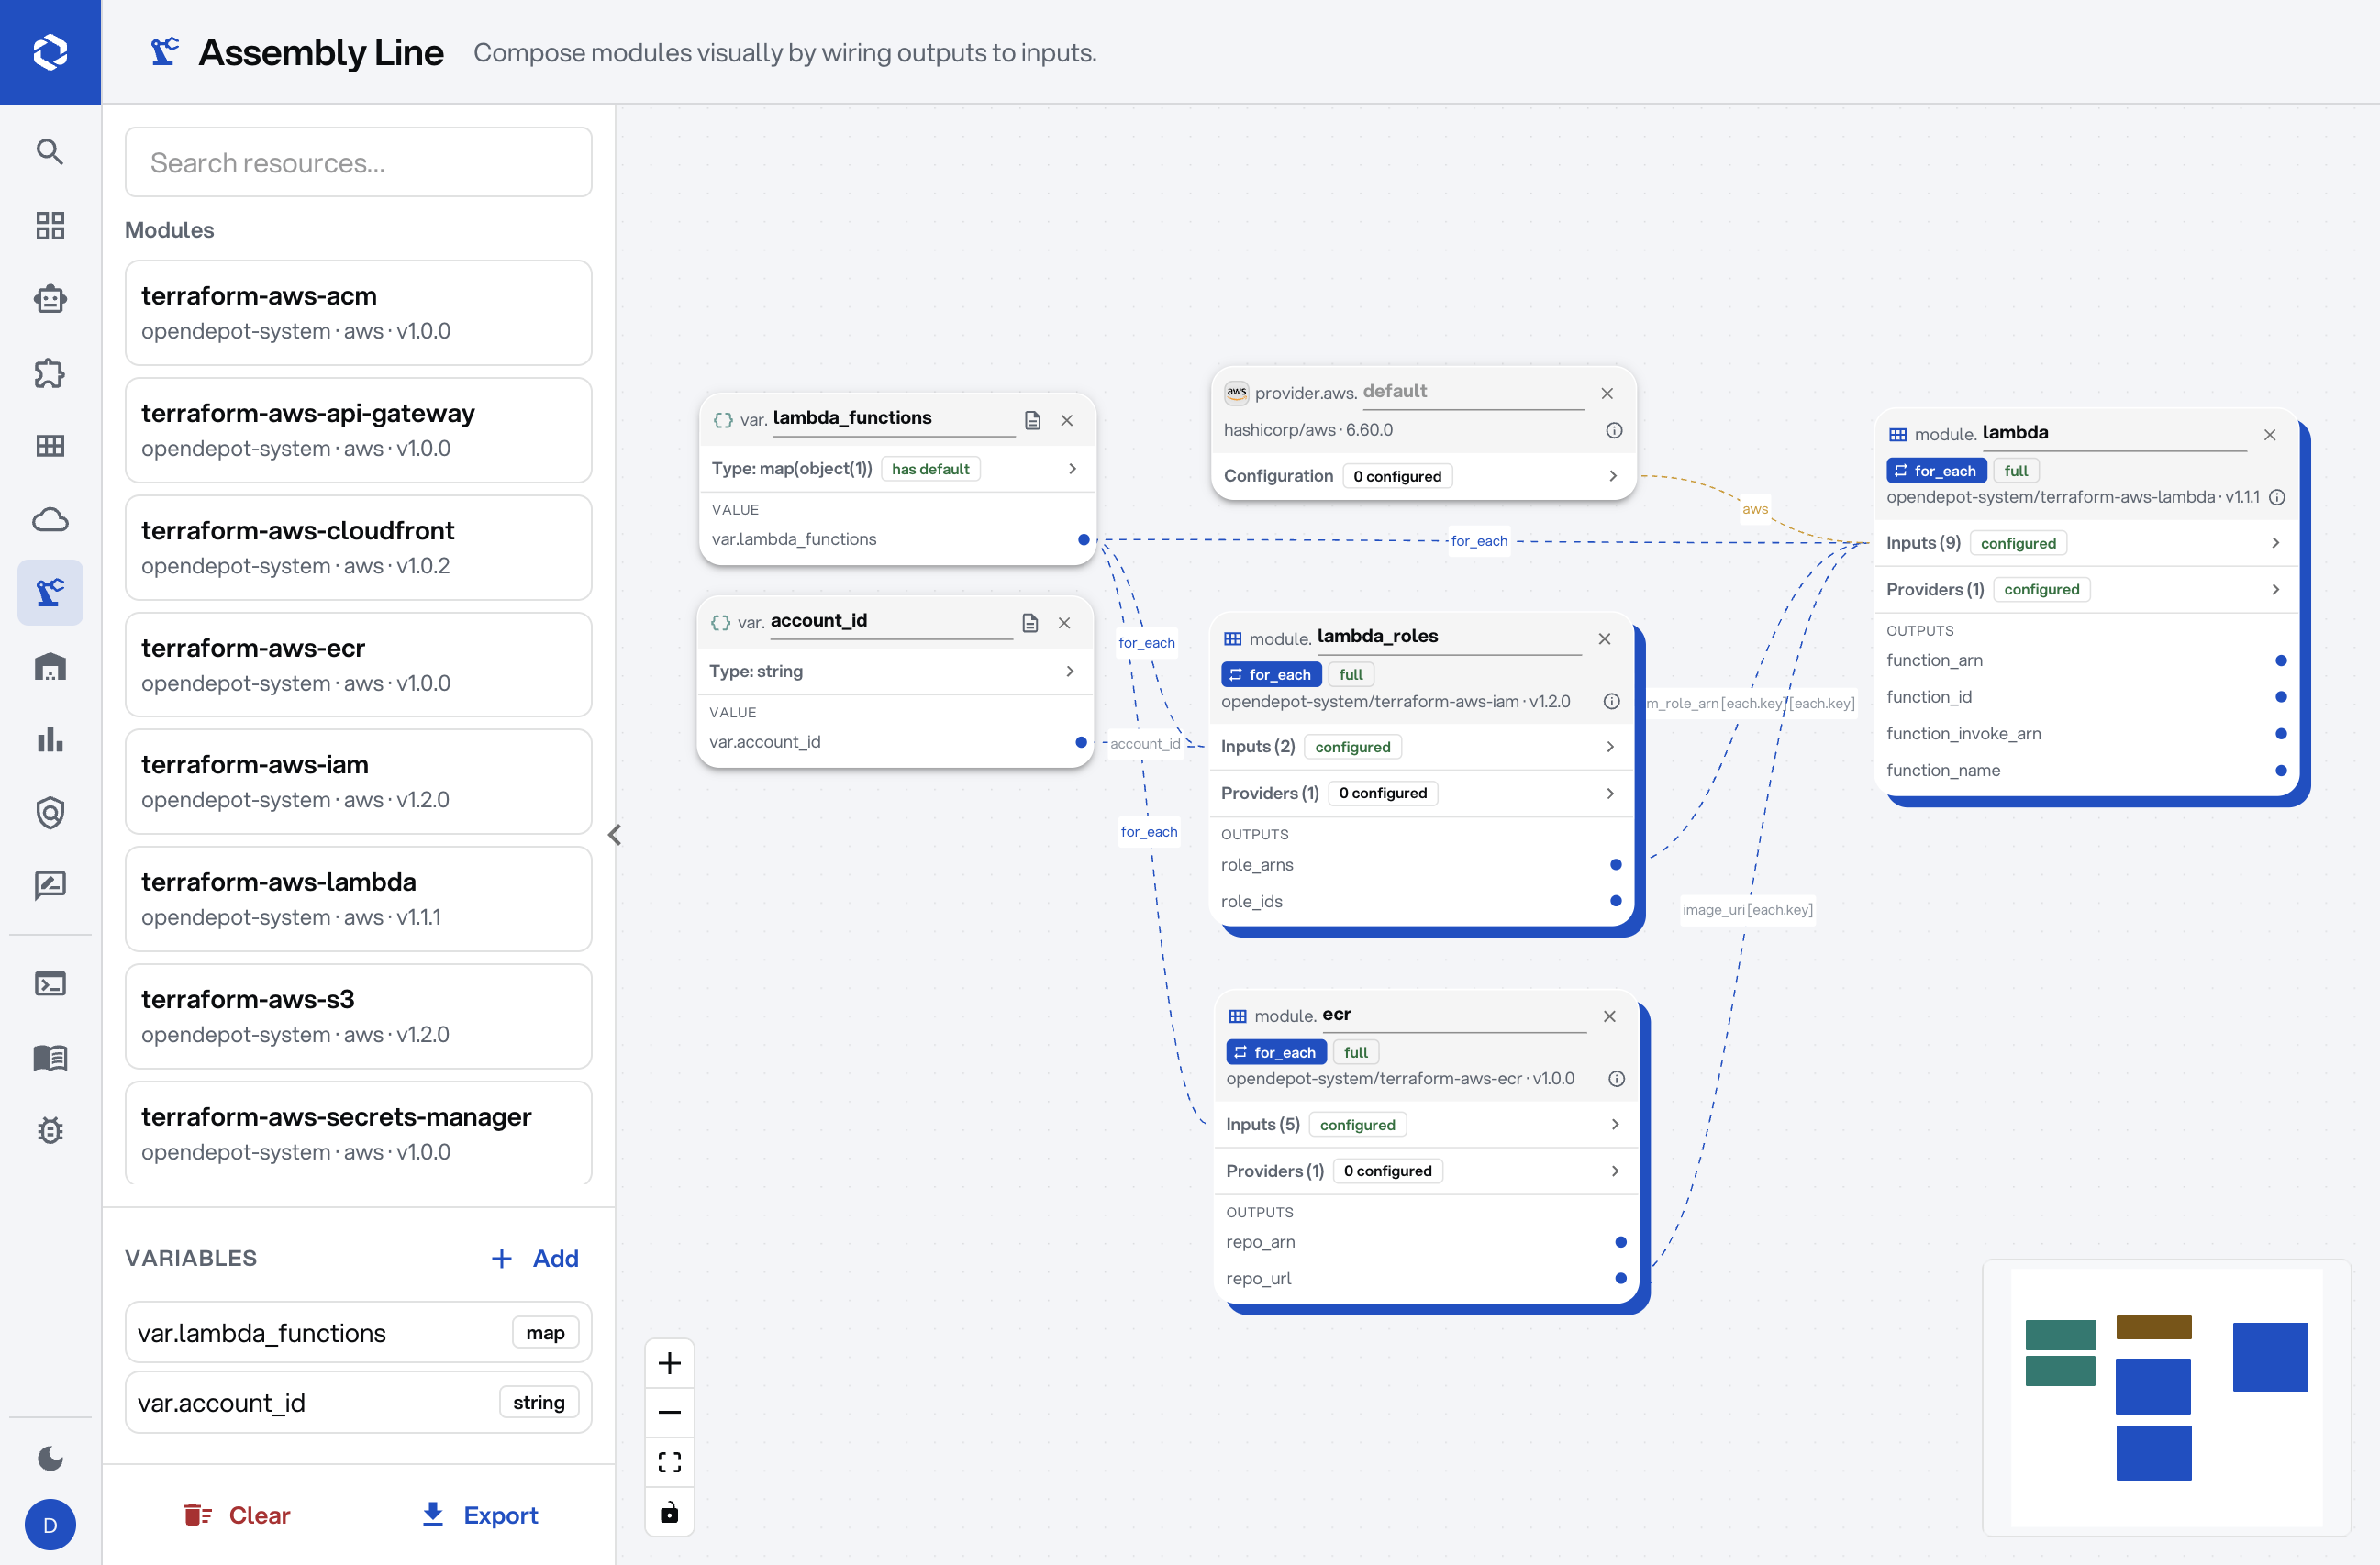 Assembly Line
Compose modules visually by wiring outputs to inputs.
Search resources...
Modules
terraform-aws-acm
opendepot-system · aws · v1.0.0
terraform-aws-api-gateway
opendepot-system · aws · v1.0.0
terraform-aws-cloudfront
opendepot-system · aws · v1.0.2
terraform-aws-ecr
opendepot-system · aws · v1.0.0
terraform-aws-iam
opendepot-system · aws · v1.2.0
terraform-aws-lambda
opendepot-system · aws · v1.1.1
terraform-aws-s3
opendepot-system · aws · v1.2.0
terraform-aws-secrets-manager
opendepot-system · aws · v1.0.0
VARIABLES
+ Add
var.lambda_functions map
var.account_id string
Clear
Export
D
{} var. lambda_functions
Type: map(object(1)) has default
VALUE
var.lambda_functions
{} var. account_id
Type: string
VALUE
var.account_id
for_each
for_each
account_id
for_each
aws provider.aws. default
hashicorp/aws · 6.60.0
Configuration 0 configured
aws
module. lambda_roles
for_each full
opendepot-system/terraform-aws-iam · v1.2.0
Inputs (2) configured
Providers (1) 0 configured
OUTPUTS
role_arns
role_ids
m_role_arn[each.key][each.key]
image_uri[each.key]
module. ecr
for_each full
opendepot-system/terraform-aws-ecr · v1.0.0
Inputs (5) configured
Providers (1) 0 configured
OUTPUTS
repo_arn
repo_url
module. lambda
for_each full
opendepot-system/terraform-aws-lambda · v1.1.1
Inputs (9) configured
Providers (1) configured
OUTPUTS
function_arn
function_id
function_invoke_arn
function_name